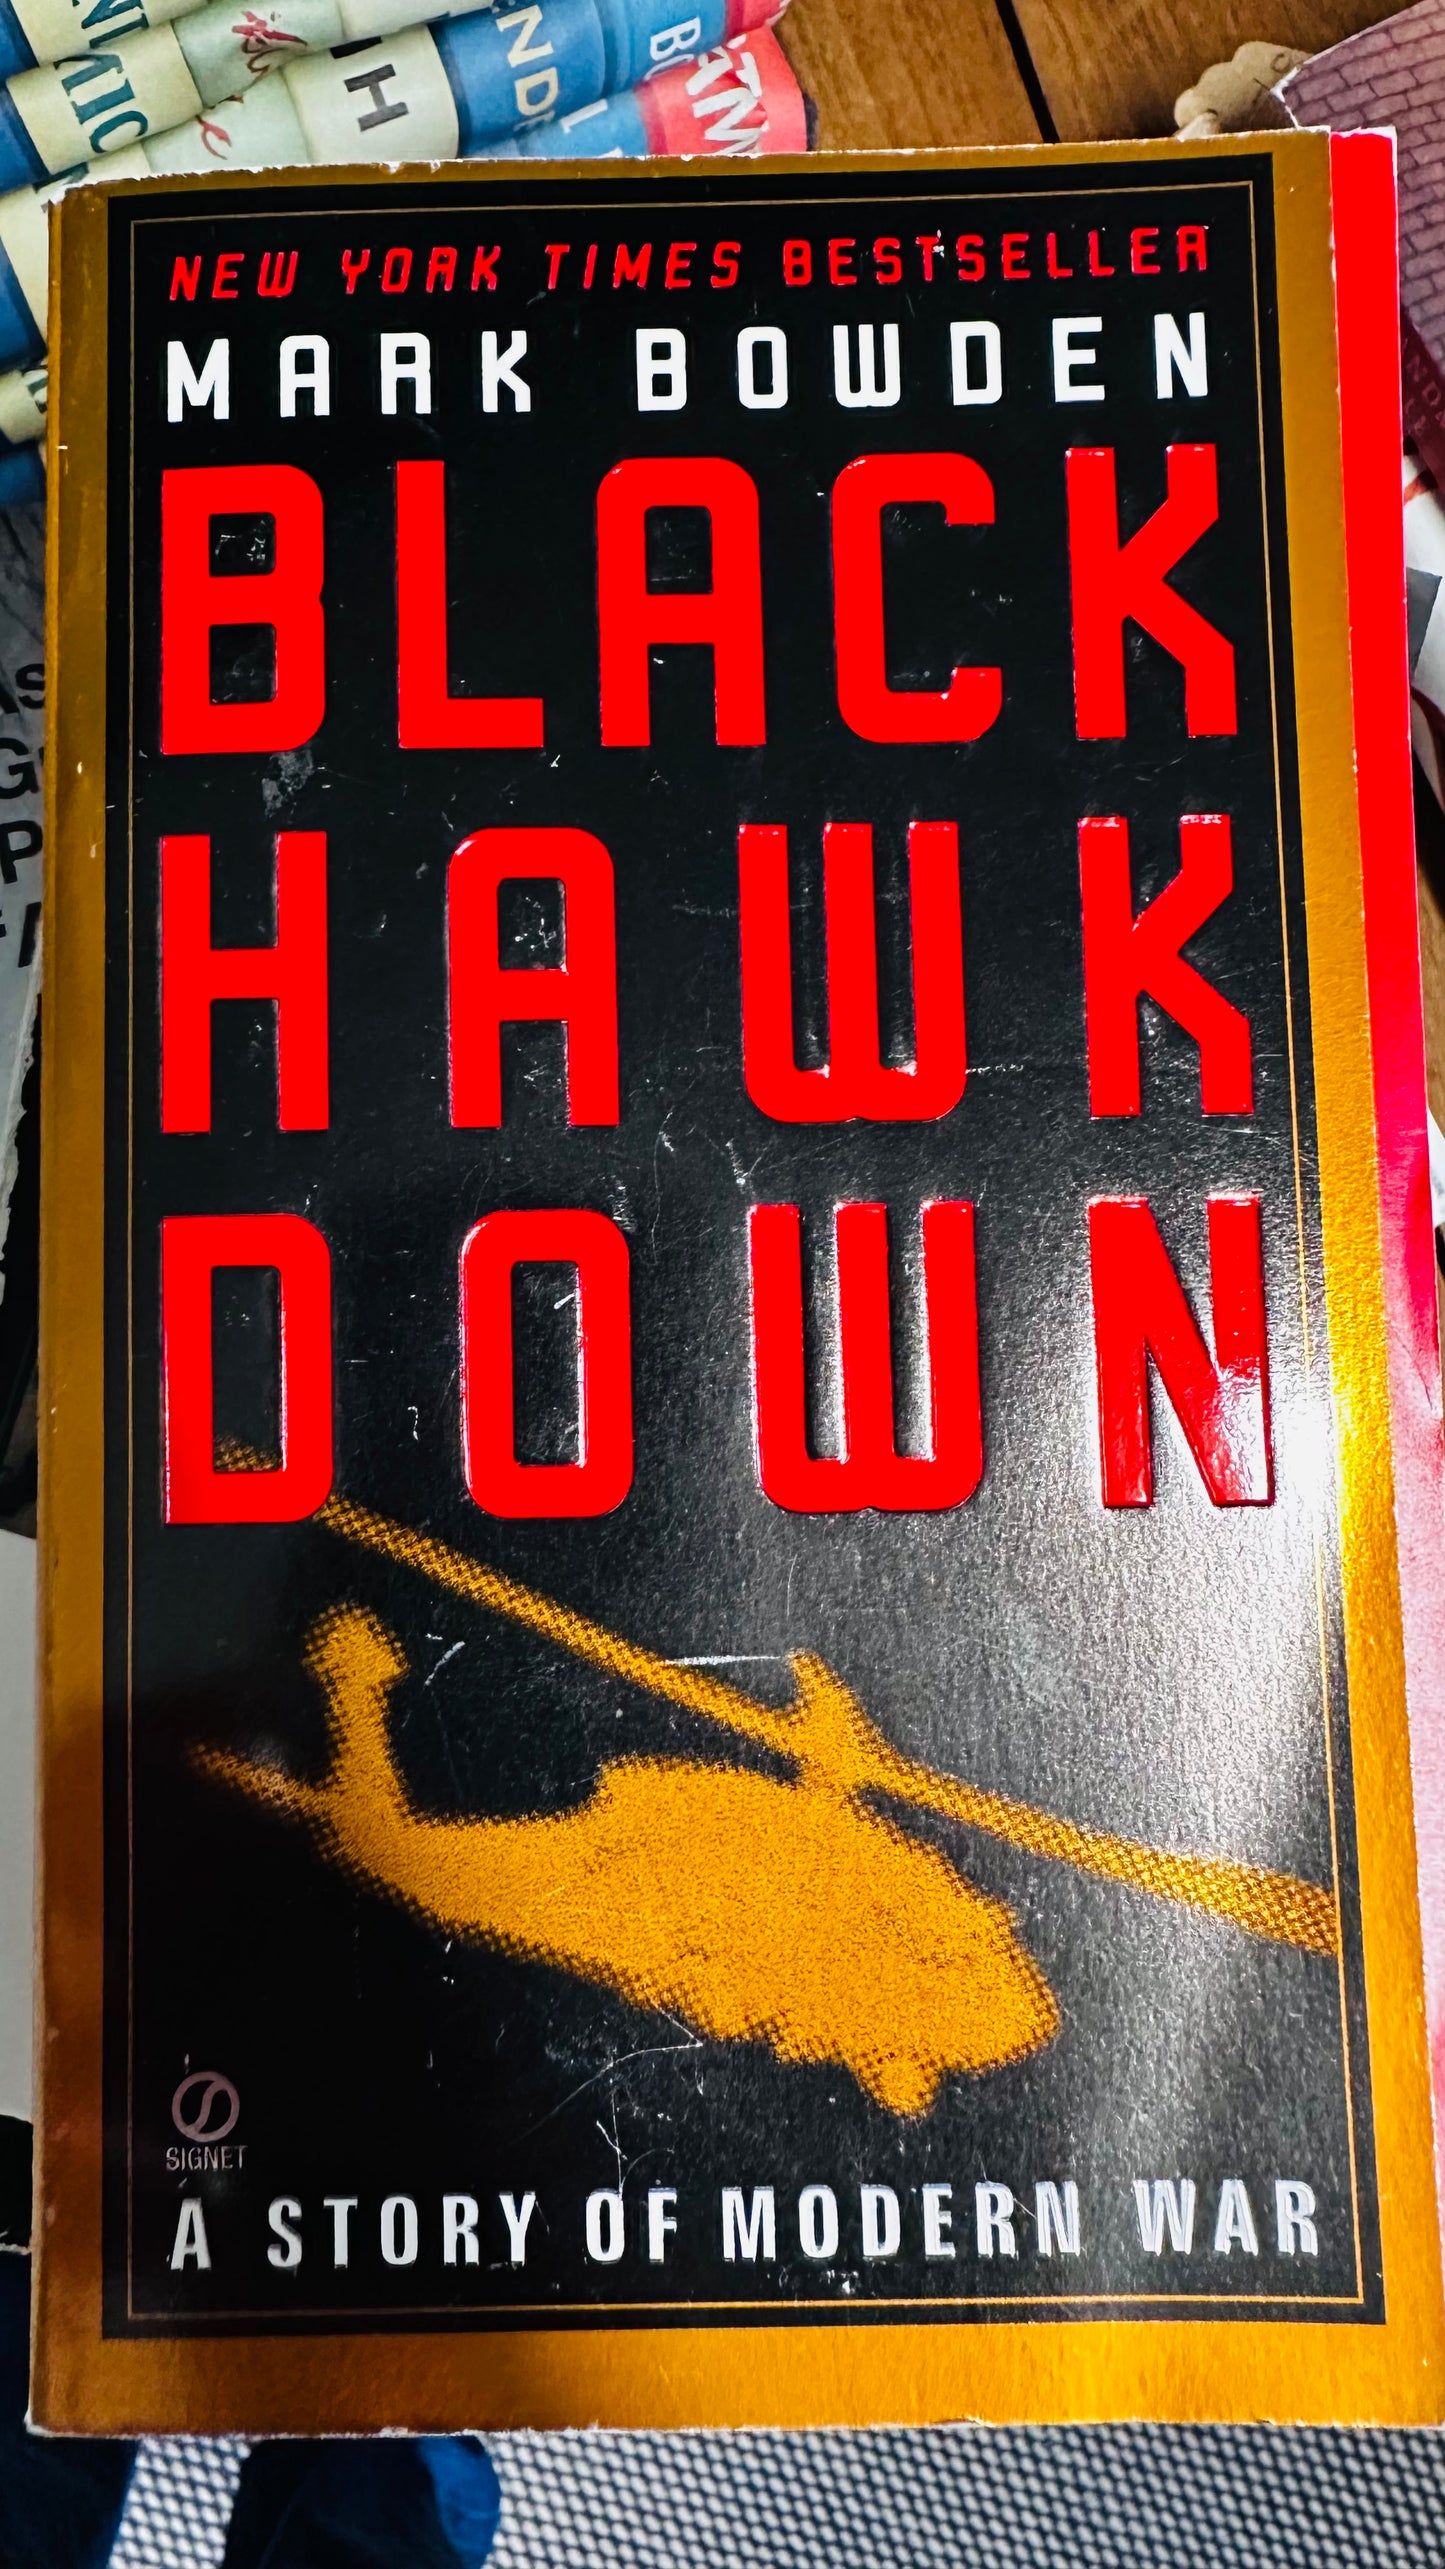 NEW YORK TIMES BESTSELLER
MARK BOWDEN
BLACK
HAWK
DOWN
SIGNET
A STORY OF MODERN WAR